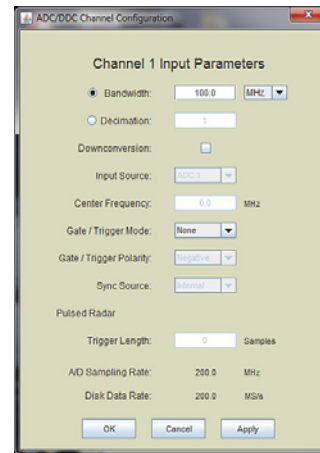 ADC/DDC Channel Configuration
Channel 1 Input Parameters
Bandwidth: 100.0 MHz
Decimation: 1
Downconversion:
Input Source: ADC 1
Center Frequency: 0.0 MHz
Gate / Trigger Mode: None
Gate / Trigger Polarity: Negative
Sync Source: Internal
Pulsed Radar
Trigger Length: 0 Samples
A/D Sampling Rate: 200.0 MHz
Disk Data Rate: 200.0 MS/s
OK Cancel Apply